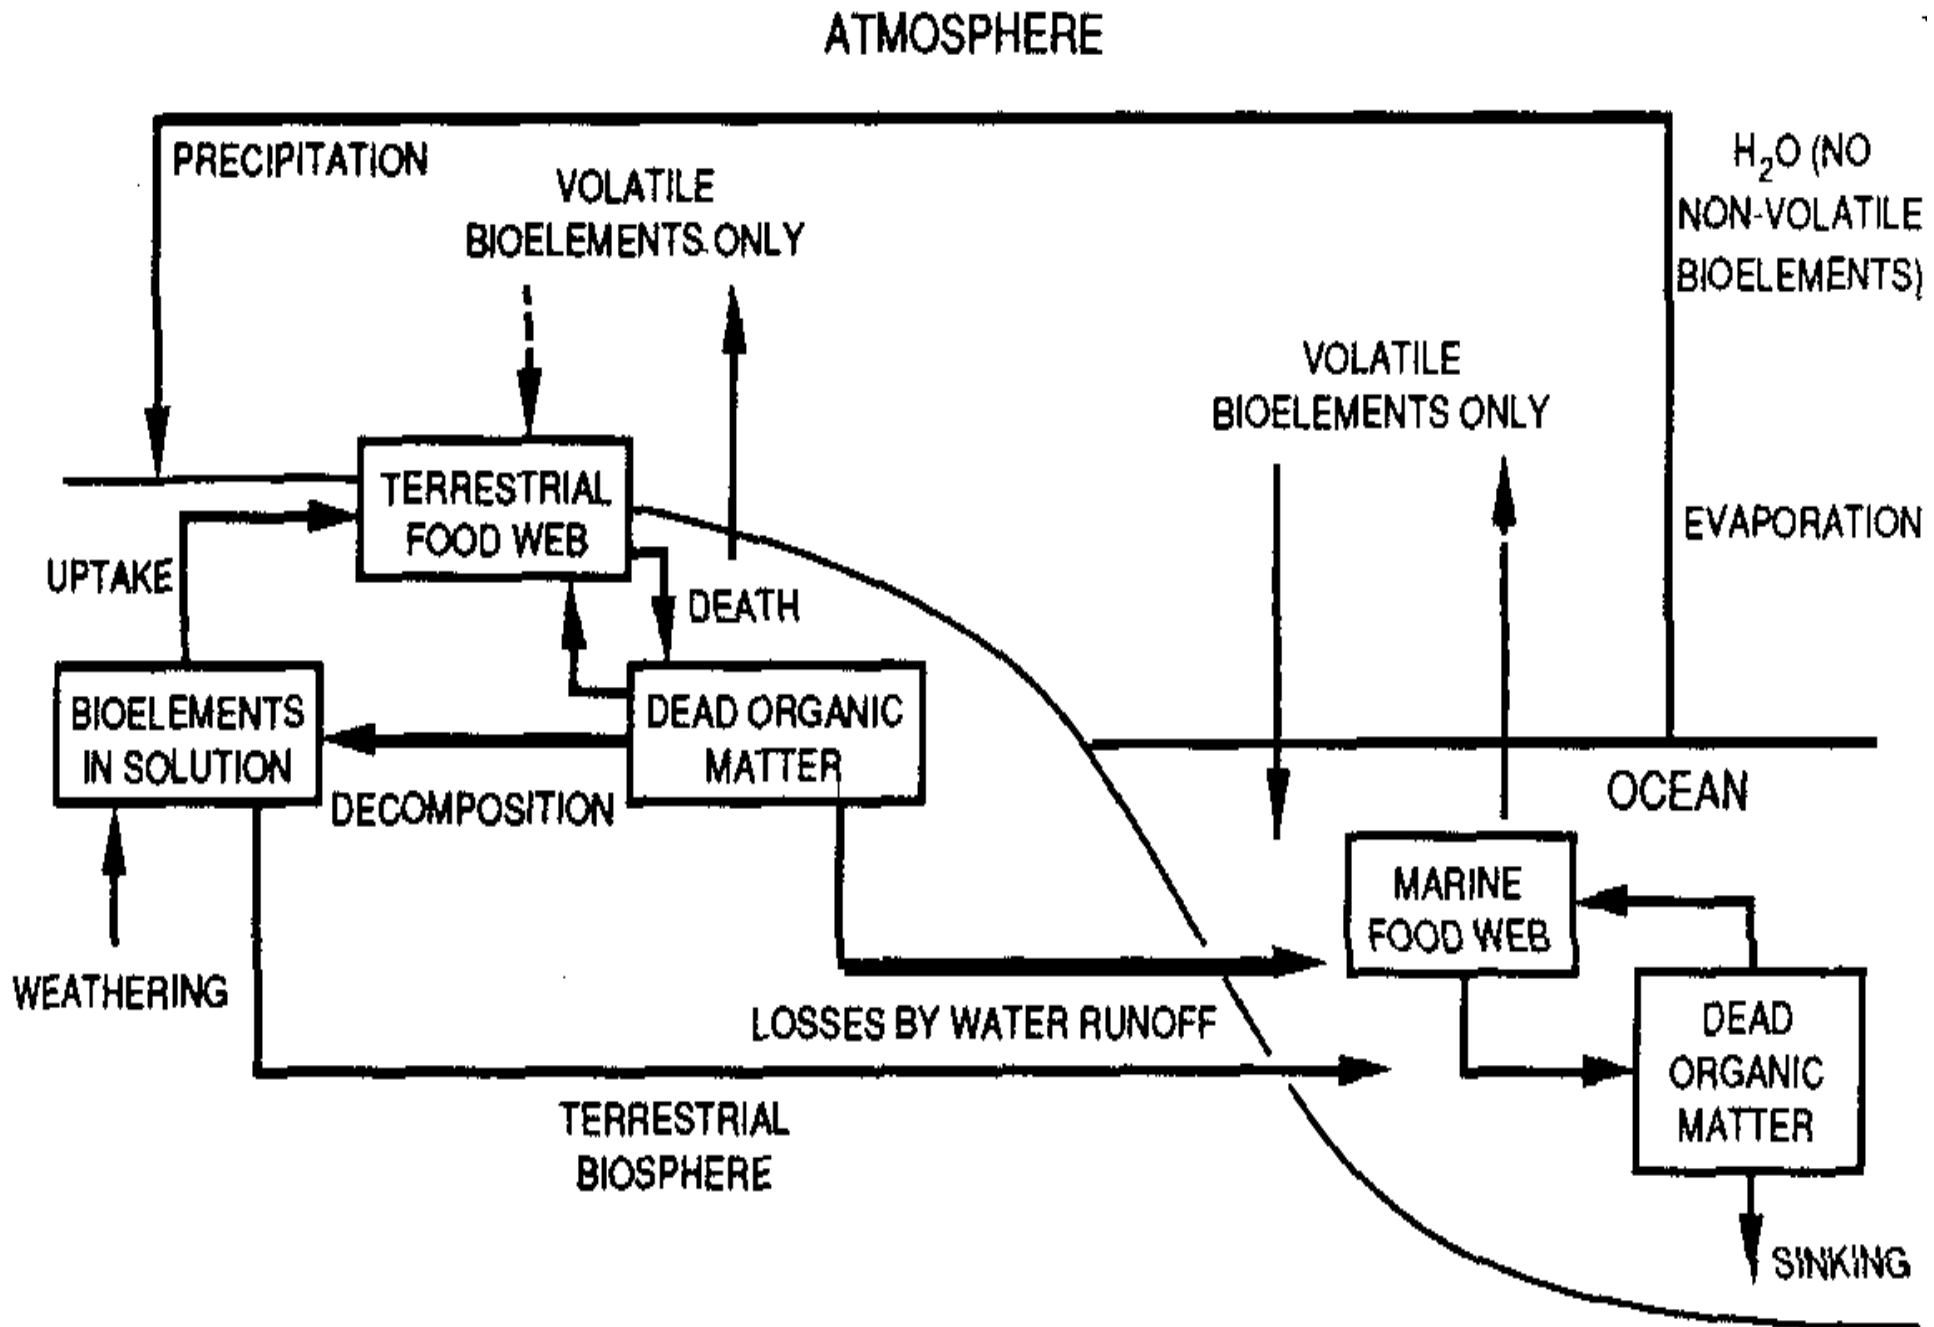 ATMOSPHERE
PRECIPITATION
VOLATILE
BIOELEMENTS ONLY
H₂O (NO
NON-VOLATILE
BIOELEMENTS)
VOLATILE
BIOELEMENTS ONLY
TERRESTRIAL
FOOD WEB
EVAPORATION
UPTAKE
DEATH
BIOELEMENTS
IN SOLUTION
DEAD ORGANIC
MATTER
DECOMPOSITION
OCEAN
MARINE
FOOD WEB
WEATHERING
LOSSES BY WATER RUNOFF
DEAD
ORGANIC
MATTER
TERRESTRIAL
BIOSPHERE
SINKING